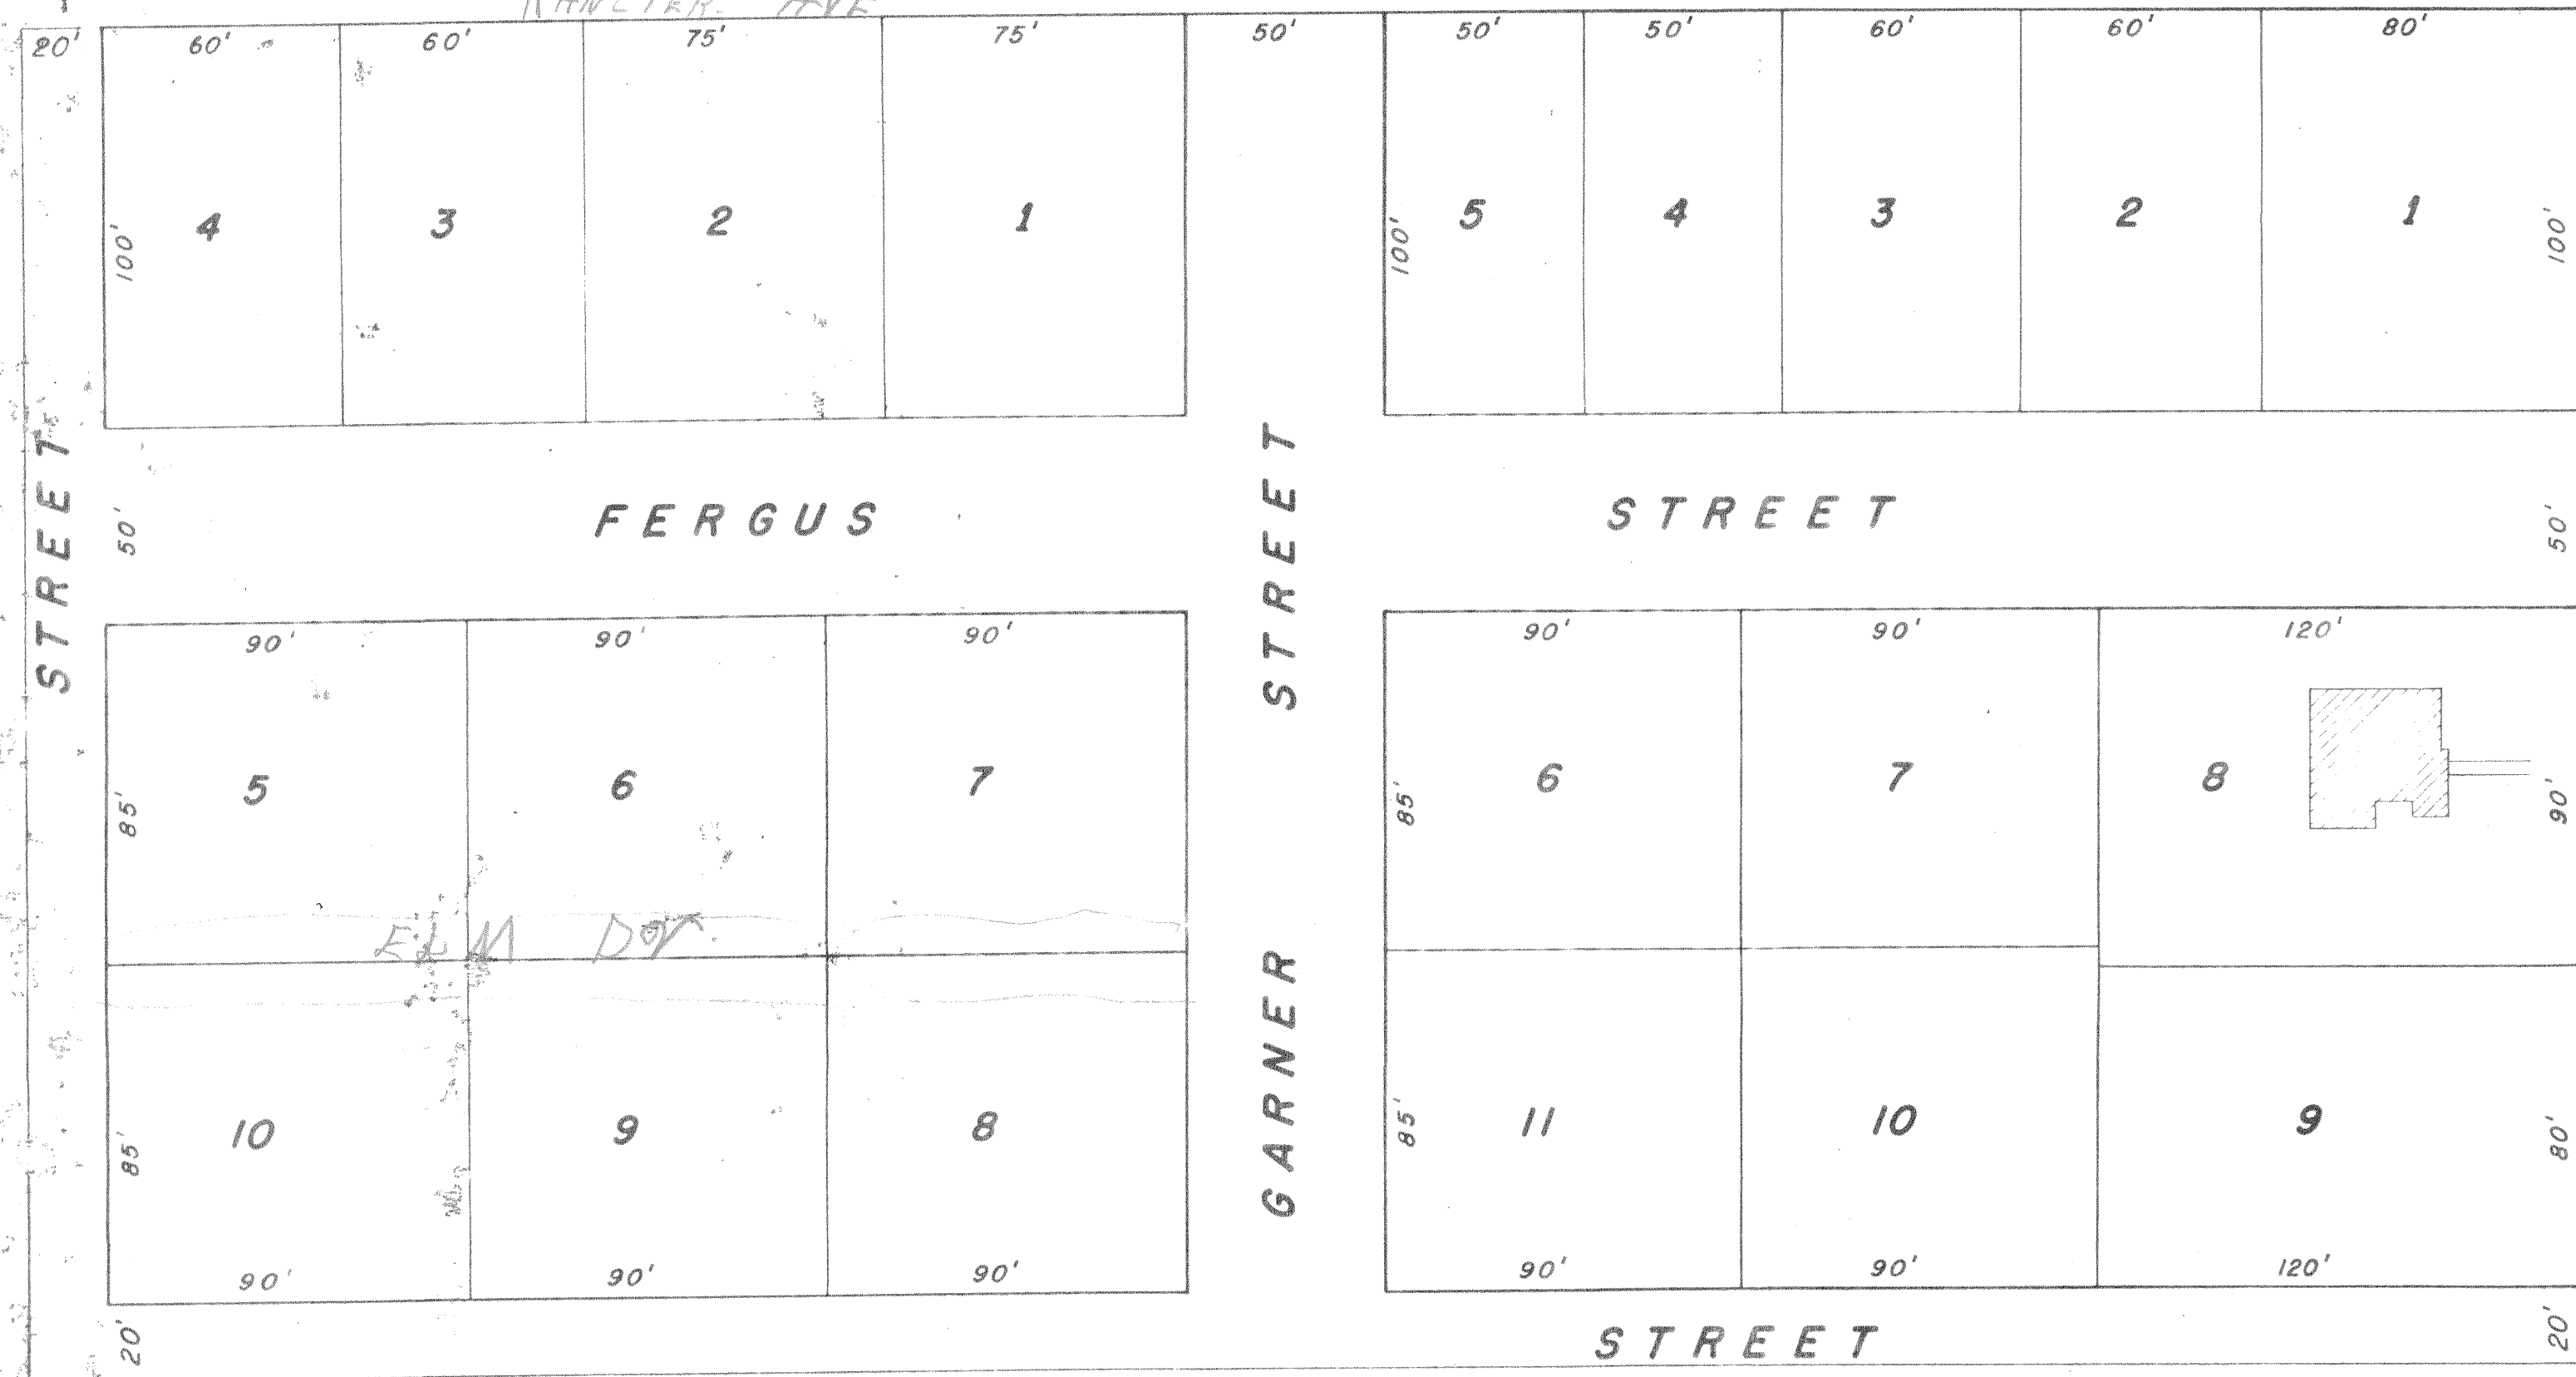 RANCIER AVE
20' 60' 60' 75' 75' 50' 50' 50' 60' 60' 80'
4 3 2 1 5 4 3 2 1
100' 100' 100'
STREET
FERGUS STREET
50' 50'
GARNER STREET
90' 90' 90' 90' 90' 120'
5 6 7 6 7 8
85' 85' 90'
ELM
10 9 8 11 10 9
85' 85' 80'
90' 90' 90' 90' 90' 120'
20' STREET 20'